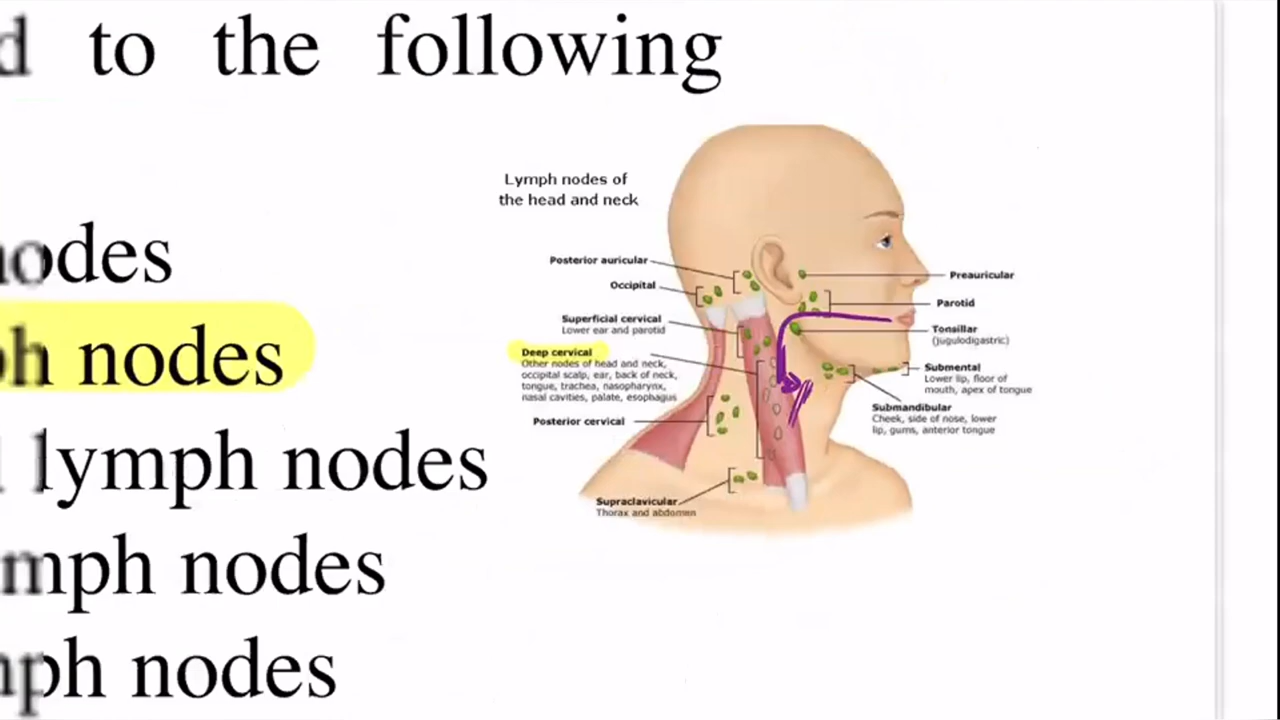 to the following
nodes
nodes
lymph nodes
nodes
nodes
Lymph nodes of
the head and neck
Posterior auricular
Occipital
Superficial cervical
Lower ear and parotid
Deep cervical
Other nodes of head and neck,
occipital scalp, ear, back of neck,
tongue, trachea, nasopharynx,
nasal cavities, palate, esophagus
Posterior cervical
Supraclavicular
Thorax and abdomen
Preauricular
Parotid
Tonsillar
(jugulodigastric)
Submental
Lower lip, floor of
mouth, apex of tongue
Submandibular
Cheek, side of nose, lower
lip, gums, anterior tongue